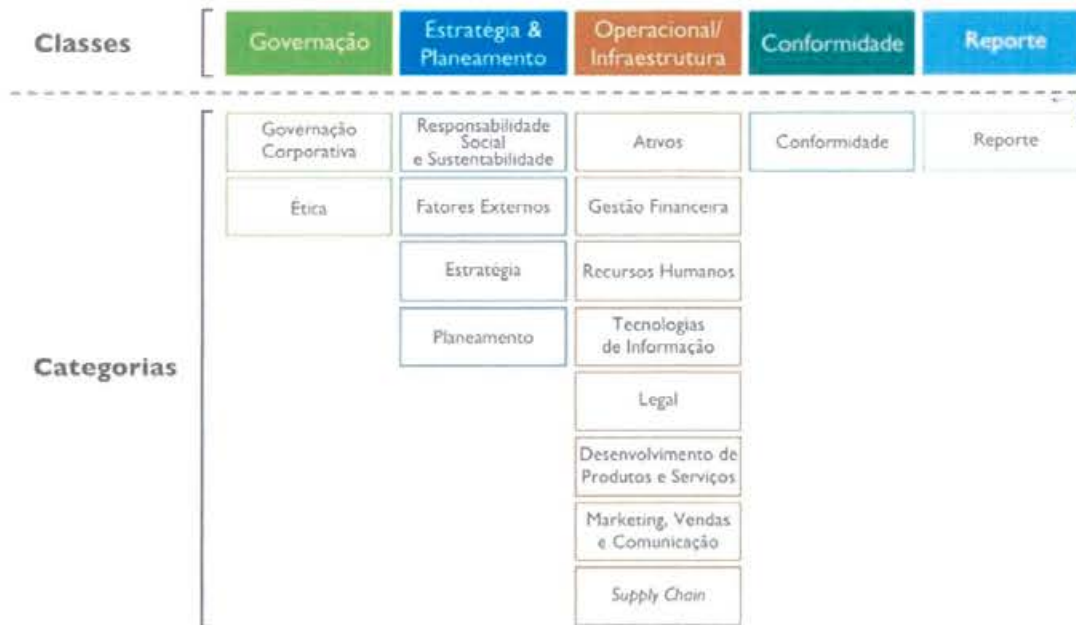 Classes
Governação
Estratégia &
Planeamento
Operacional/
Infraestrutura
Conformidade
Reporte
Categorias
Governação
Corporativa
Ética
Responsabilidade
Social
e Sustentabilidade
Fatores Externos
Estratégia
Planeamento
Ativos
Gestão Financeira
Recursos Humanos
Tecnologias
de Informação
Legal
Desenvolvimento de
Produtos e Serviços
Marketing, Vendas
e Comunicação
Supply Chain
Conformidade
Reporte